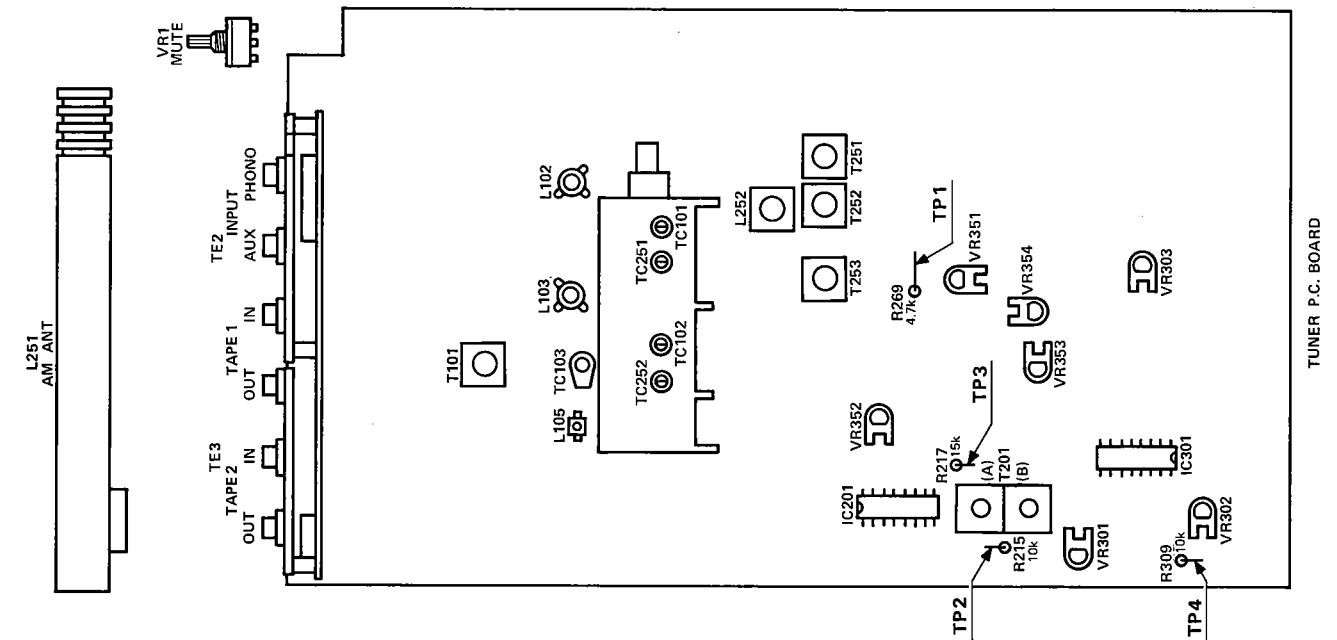 L251
AM ANT
VR1
MUTE
TE2
INPUT
PHONO
AUX
TAPE 1
IN
OUT
TE3
TAPE 2
IN
OUT
L102
L103
TC103
L105
T101
TC101
TC251
TC102
TC252
L252
T251
T252
T253
TP1
R269
4.7k
VR351
VR354
VR353
VR303
VR352
TP3
R217
15k
(A)
T201
(B)
IC201
IC301
R215
10k
TP2
VR301
VR302
R309
10k
TP4
TUNER P.C. BOARD